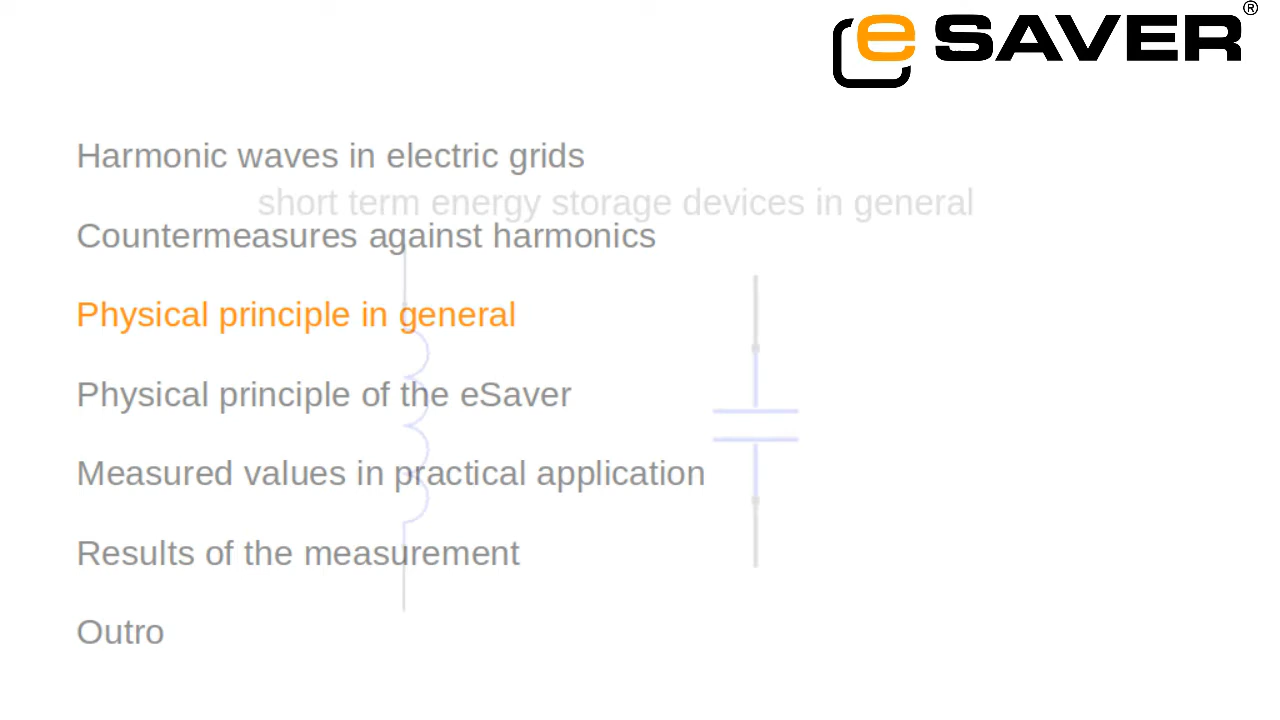 e SAVER®
Harmonic waves in electric grids
short term energy storage devices in general
Countermeasures against harmonics
Physical principle in general
Physical principle of the eSaver
Measured values in practical application
Results of the measurement
Outro